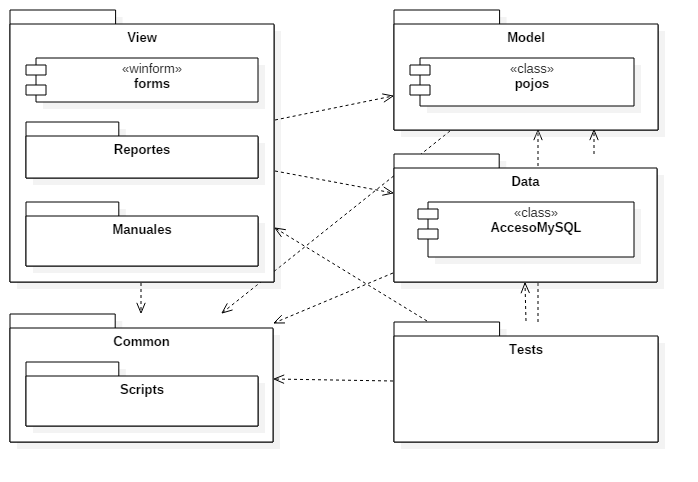 View
«winform»
forms
Reportes
Manuales
Model
«class»
pojos
Data
«class»
AccesoMySQL
Common
Scripts
Tests